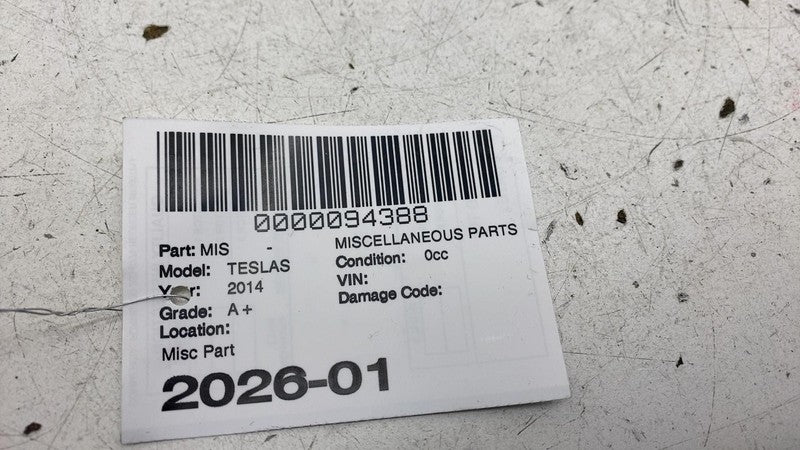 0000094388
Part: MIS - MISCELLANEOUS PARTS
Model: TESLAS Condition: 0cc
Year: 2014 VIN:
Grade: A+ Damage Code:
Location:
Misc Part
2026-01